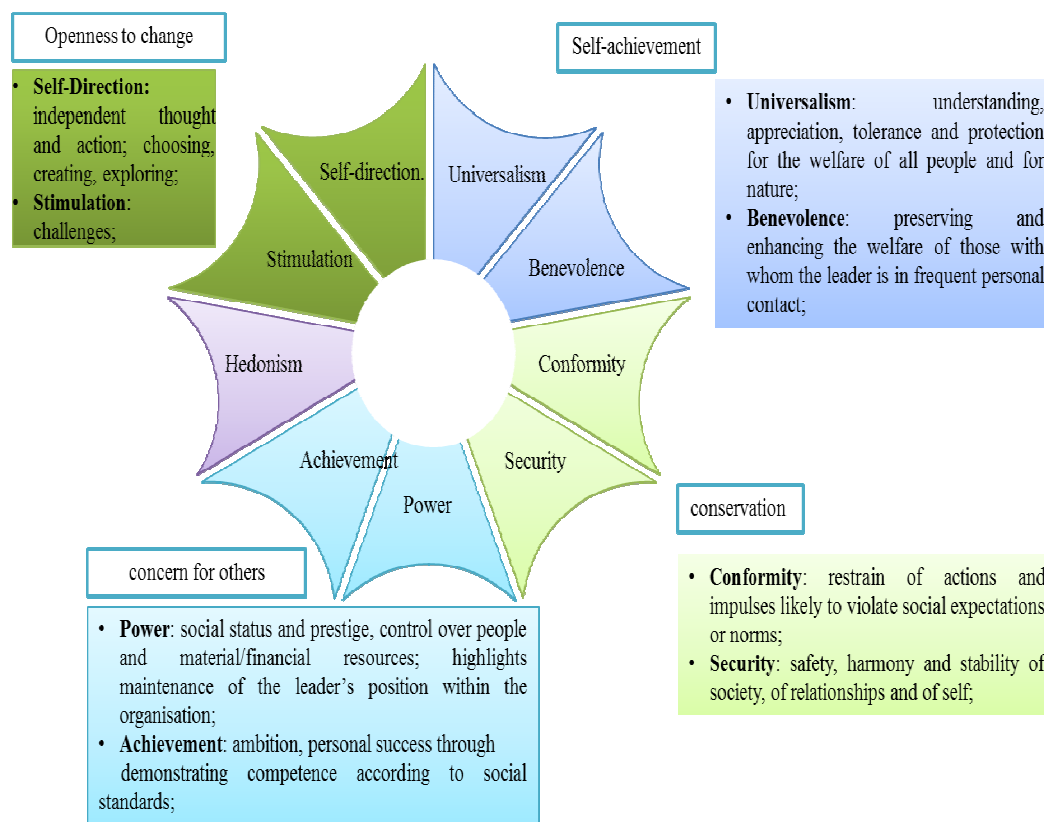 Openness to change
• Self-Direction:
independent thought
and action; choosing,
creating, exploring;
• Stimulation:
challenges;
Self-achievement
• Universalism: understanding,
appreciation, tolerance and protection
for the welfare of all people and for
nature;
• Benevolence: preserving and
enhancing the welfare of those with
whom the leader is in frequent personal
contact;
Self-direction.
Universalism
Stimulation
Benevolence
Hedonism
Conformity
Achievement
Security
Power
conservation
• Conformity: restrain of actions and
impulses likely to violate social expectations
or norms;
• Security: safety, harmony and stability of
society, of relationships and of self;
concern for others
• Power: social status and prestige, control over people
and material/financial resources; highlights
maintenance of the leader's position within the
organisation;
• Achievement: ambition, personal success through
demonstrating competence according to social
standards;